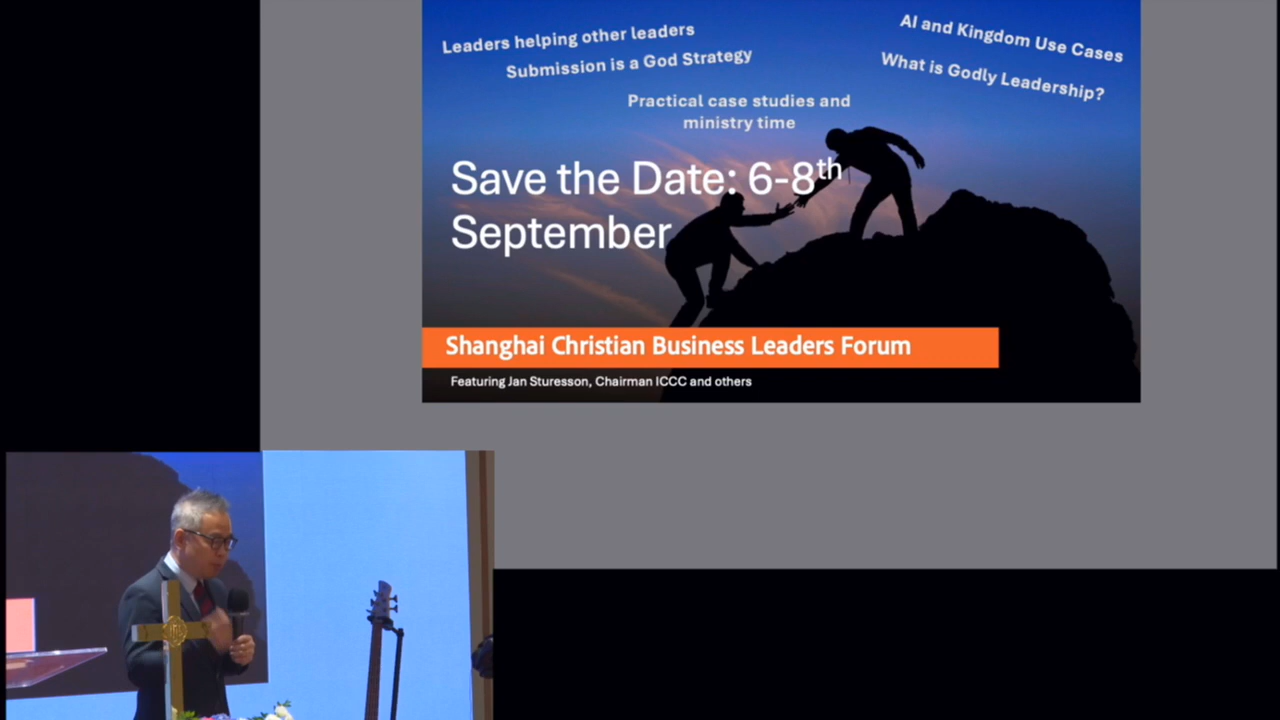 Leaders helping other leaders
Submission is a God Strategy
AI and Kingdom Use Cases
What is Godly Leadership?
Practical case studies and
ministry time
Save the Date: 6-8th
September
Shanghai Christian Business Leaders Forum
Featuring Jan Sturesson, Chairman ICCC and others